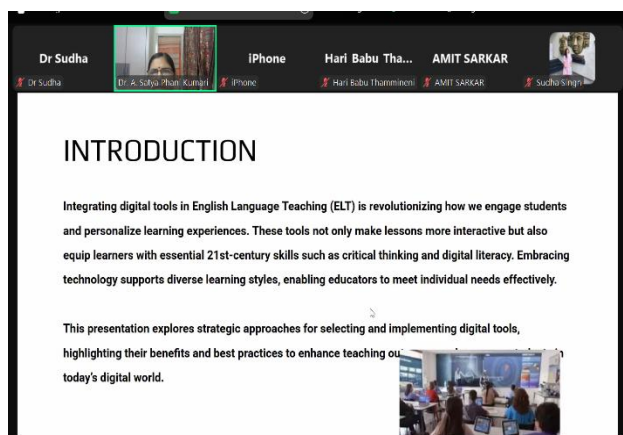 Dr Sudha
iPhone
Hari Babu Tha...
AMIT SARKAR
Dr Sudha
Dr. A. Satya Phani Kumari
iPhone
Hari Babu Thammineni
AMIT SARKAR
Sudha Singh
INTRODUCTION
Integrating digital tools in English Language Teaching (ELT) is revolutionizing how we engage students
and personalize learning experiences. These tools not only make lessons more interactive but also
equip learners with essential 21st-century skills such as critical thinking and digital literacy. Embracing
technology supports diverse learning styles, enabling educators to meet individual needs effectively.
This presentation explores strategic approaches for selecting and implementing digital tools,
highlighting their benefits and best practices to enhance teaching
today's digital world.